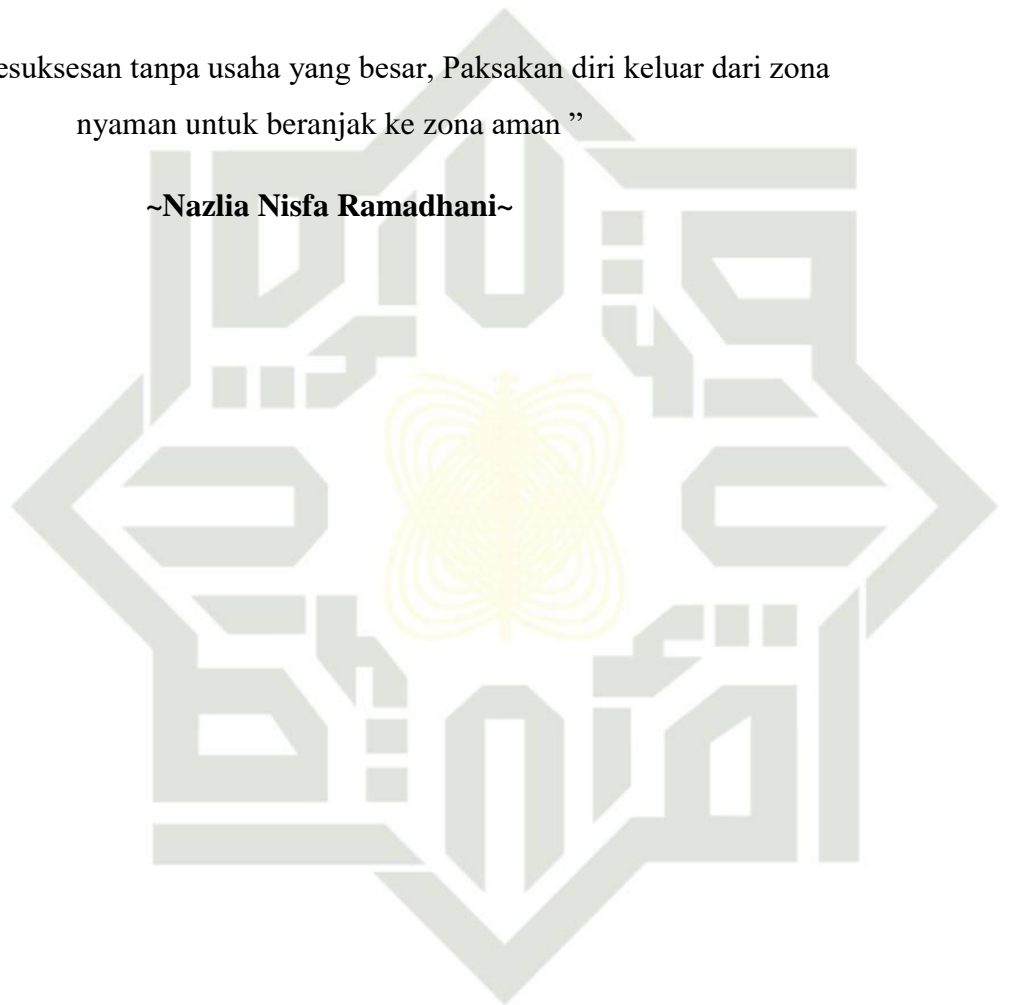 esuksesan tanpa usaha yang besar, Paksakan diri keluar dari zona
nyaman untuk beranjak ke zona aman ”
~Nazlia Nisfa Ramadhani~